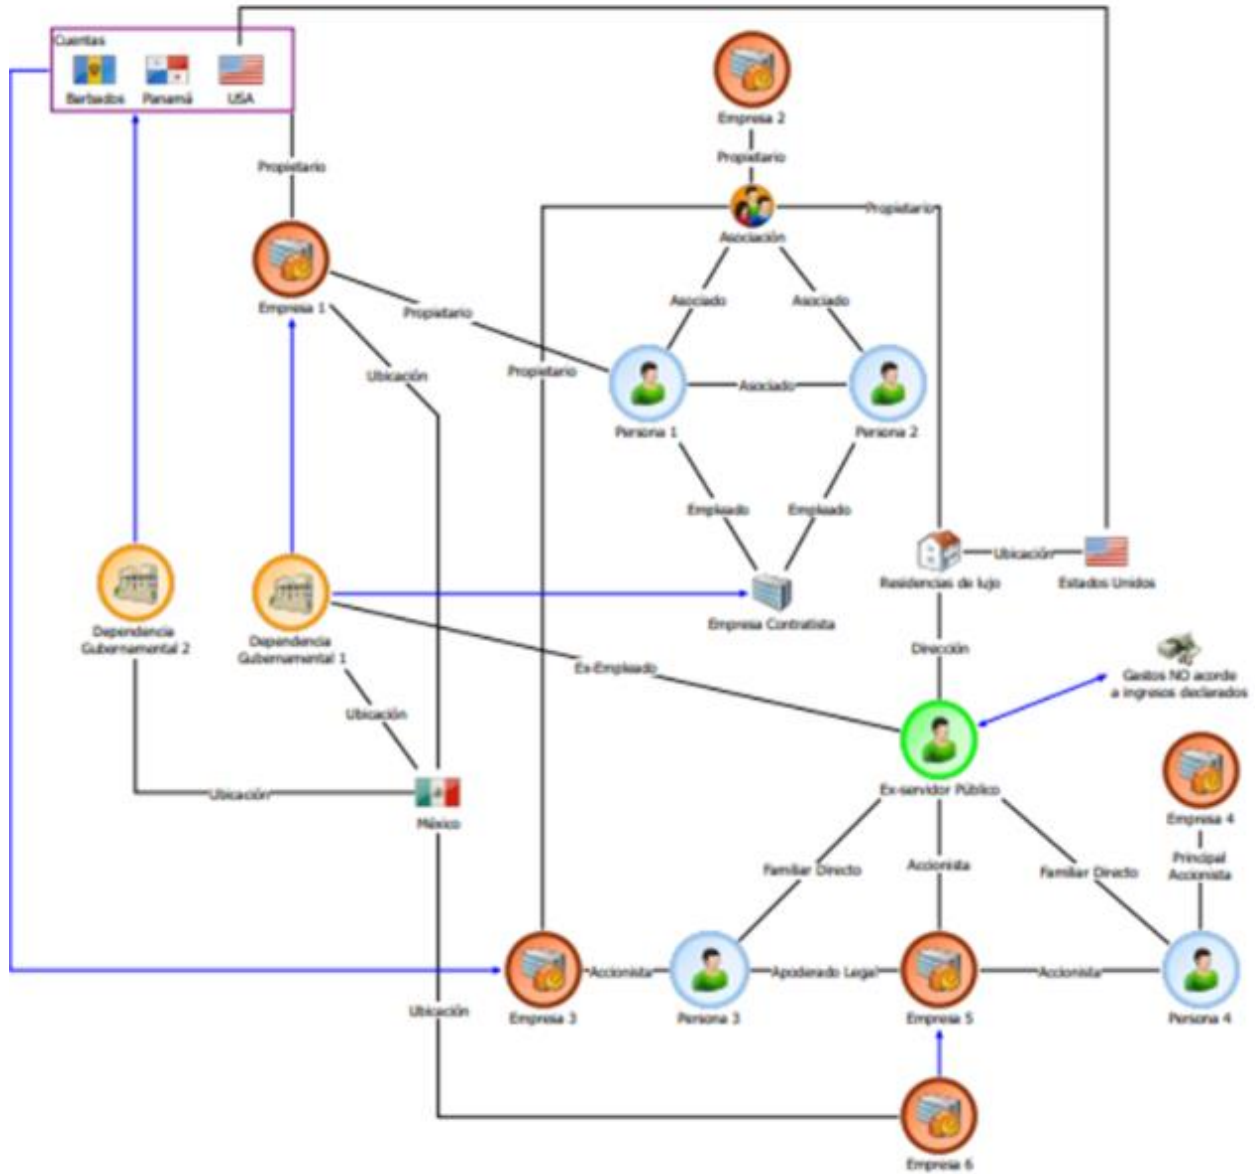 Cuentas
Berbados
Panamá
USA
Empresa 2
Propietario
Propietario
Asociación
Propietario
Empresa 1
Propietario
Asociado
Asociado
Ubicación
Propietario
Asociado
Persona 1
Persona 2
Empleado
Empleado
Ubicación
Residencias de lujo
Estados Unidos
Empresa Contratista
Dependencia
Gubernamental 2
Dependencia
Gubernamental 1
Dirección
Ex-Empleado
Gastos NO acorde
a ingresos declarados
Ubicación
Ubicación
México
Ex-servidor Público
Empresa 4
Familiar Directo
Accionista
Familiar Directo
Principal
Accionista
Accionista
Apoderado Legal
Accionista
Ubicación
Empresa 3
Persona 3
Empresa 5
Persona 4
Empresa 6